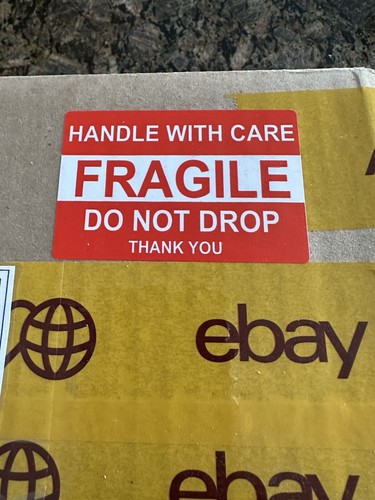 HANDLE WITH CARE
FRAGILE
DO NOT DROP
THANK YOU
ebay
ebay